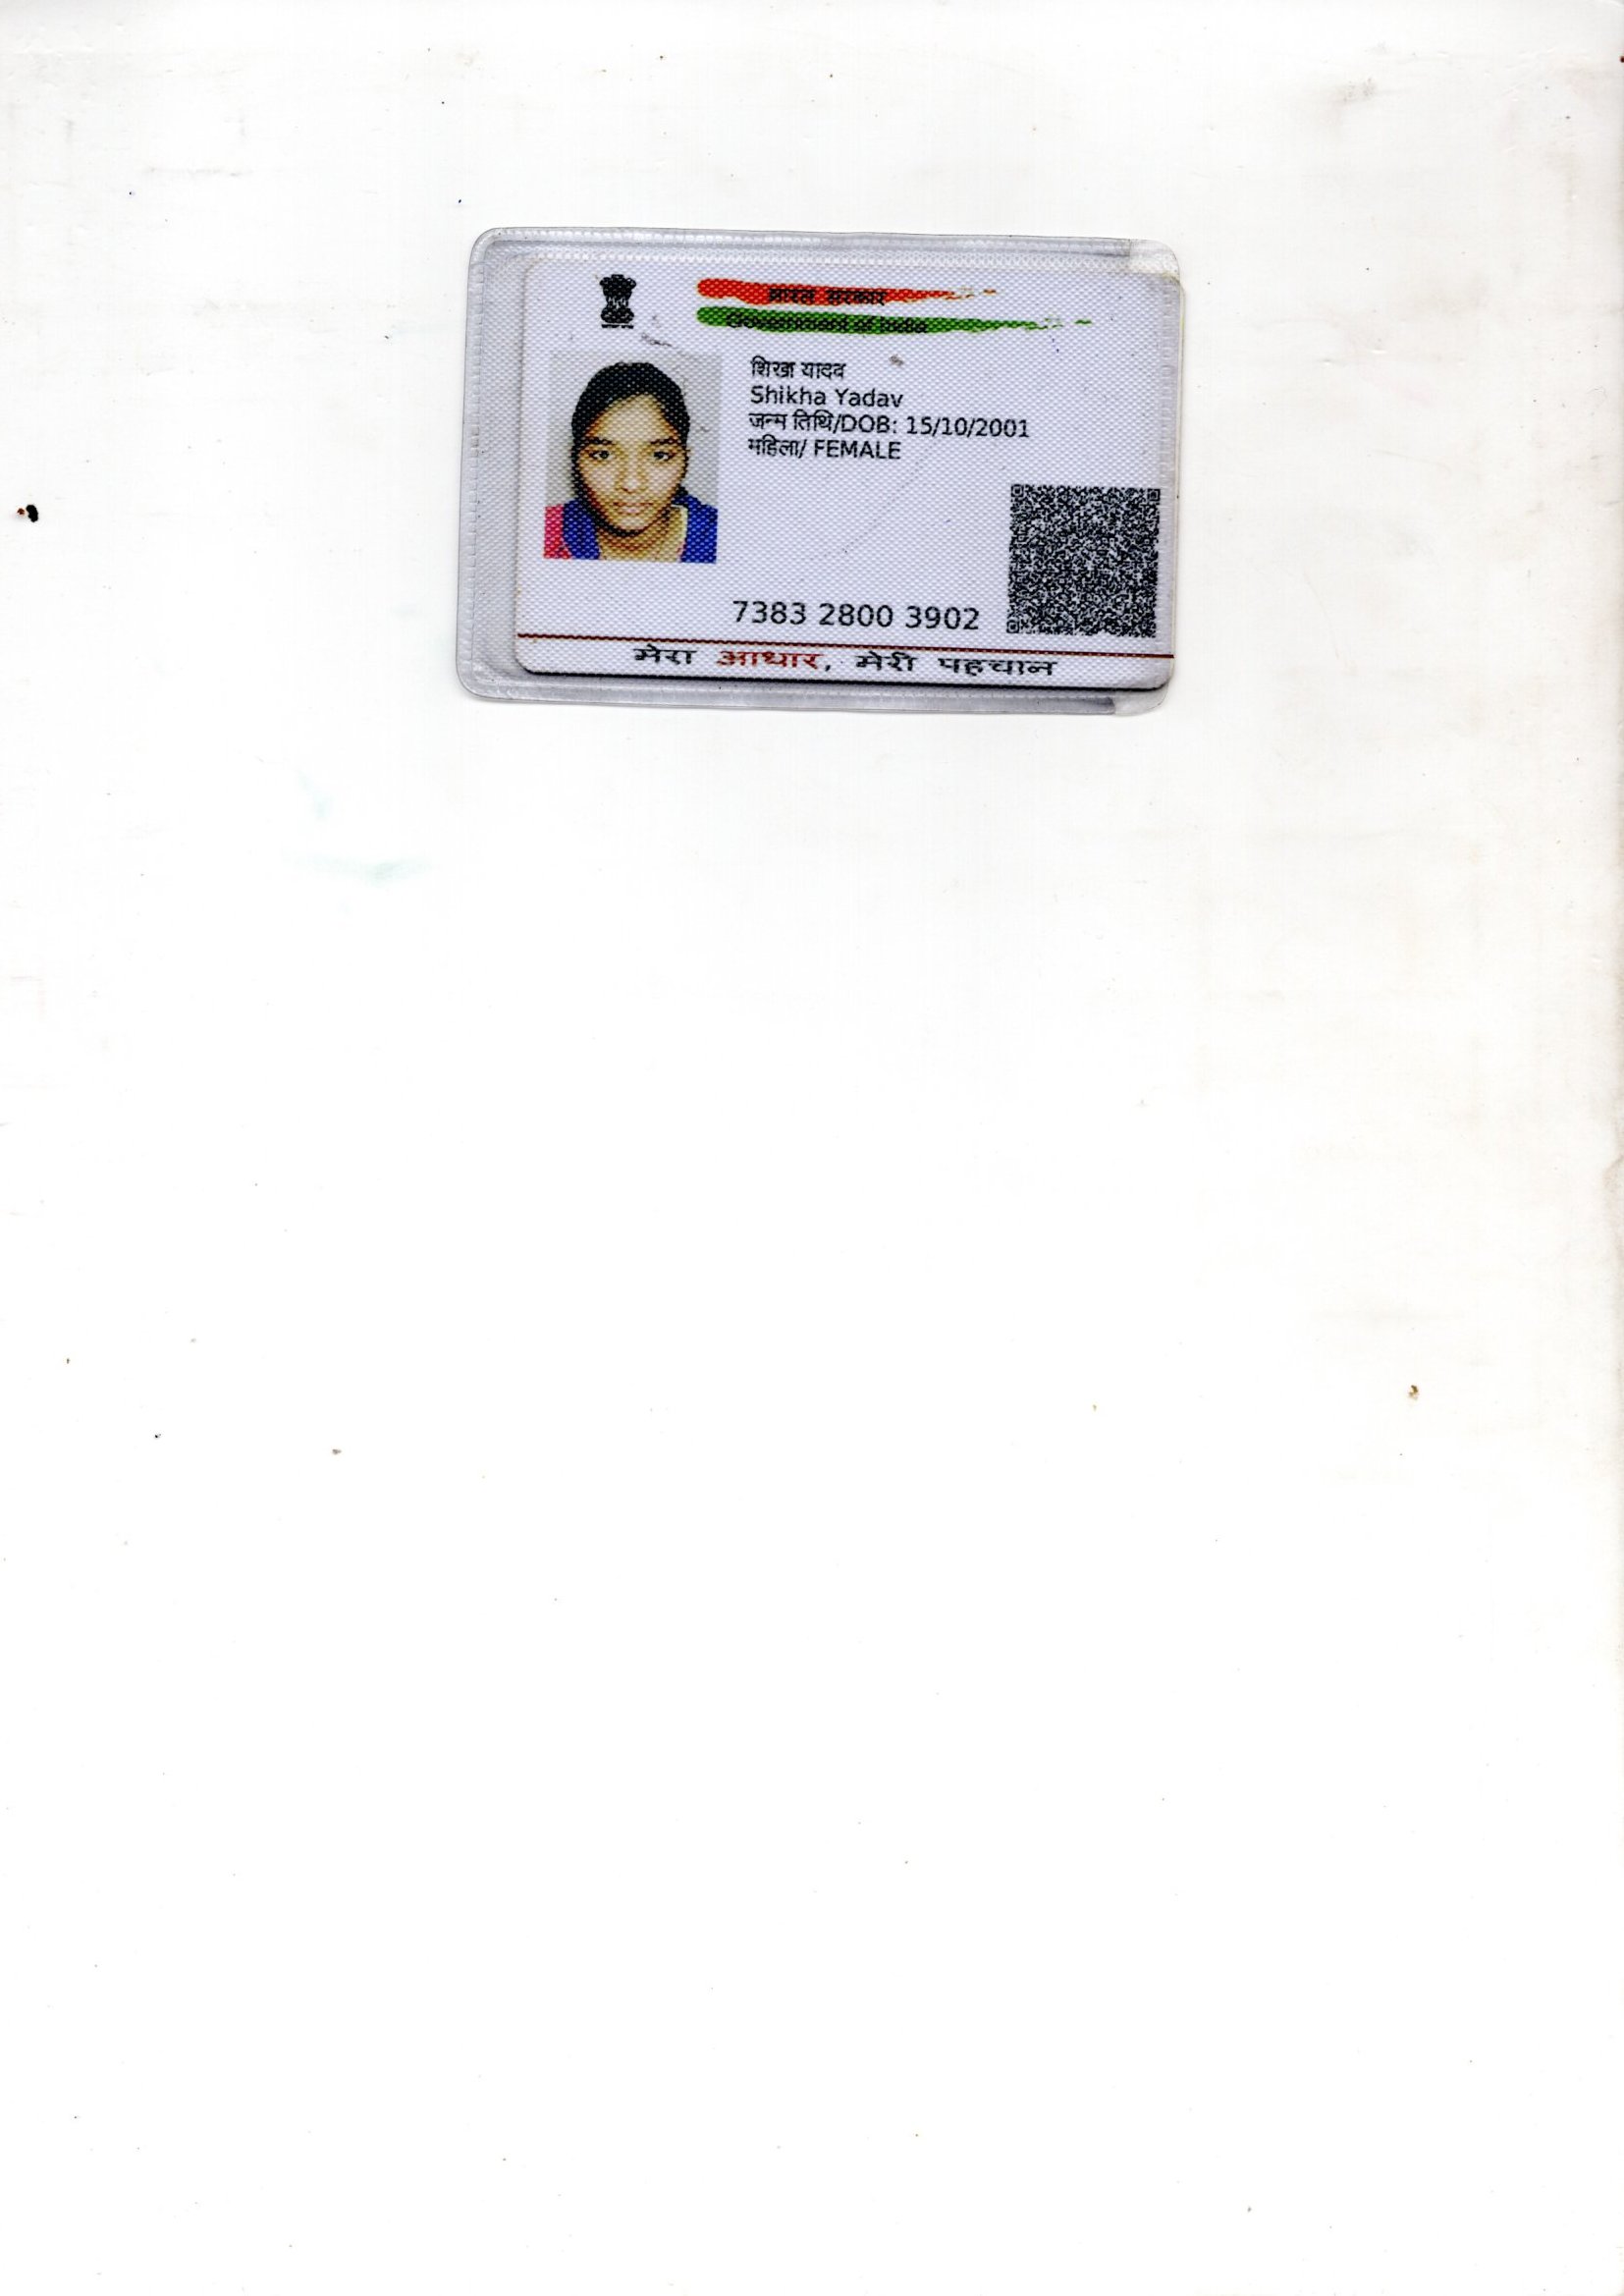 भारत सरकार
Government of India
शिखा यादव
Shikha Yadav
जन्म तिथि/DOB: 15/10/2001
महिला/ FEMALE
7383 2800 3902
मेरा आधार, मेरी पहचान